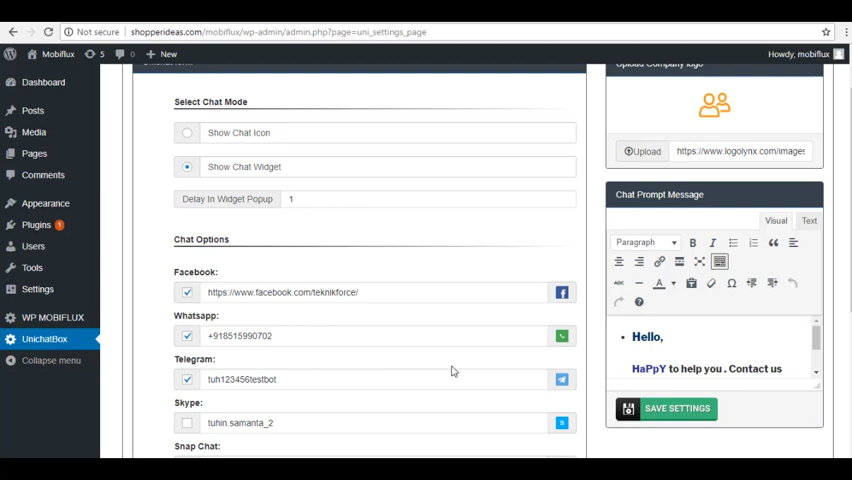 Not secure | shopperideas.com/mobiflux/wp-admin/admin.php?page=uni_settings_page
Mobiflux 5 0 + New Howdy, mobiflux
Dashboard
Posts
Media
Pages
Comments
Appearance
Plugins 1
Users
Tools
Settings
WP MOBIFLUX
UnichatBox
Collapse menu
Select Chat Mode
Show Chat Icon
Show Chat Widget
Delay In Widget Popup 1
Chat Options
Facebook:
https://www.facebook.com/teknikforce/
Whatsapp:
+918515990702
Telegram:
tuh123456testbot
Skype:
tuhin.samanta_2
Snap Chat:
Upload Company logo
Upload https://www.logolynx.com/images
Chat Prompt Message
Visual Text
Paragraph B I
ABC A Ω
Hello,
HaPpY to help you . Contact us
SAVE SETTINGS